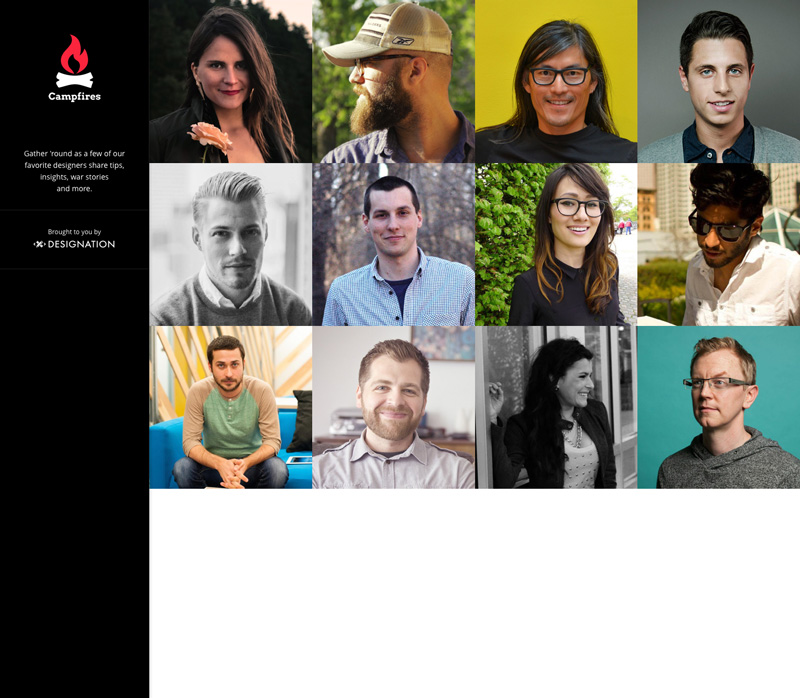 Campfires
Gather 'round as a few of our
favorite designers share tips,
insights, war stories
and more.
Brought to you by
DESIGNATION